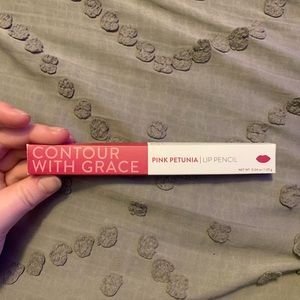 CONTOUR
WITH GRACE
PINK PETUNIA | LIP PENCIL